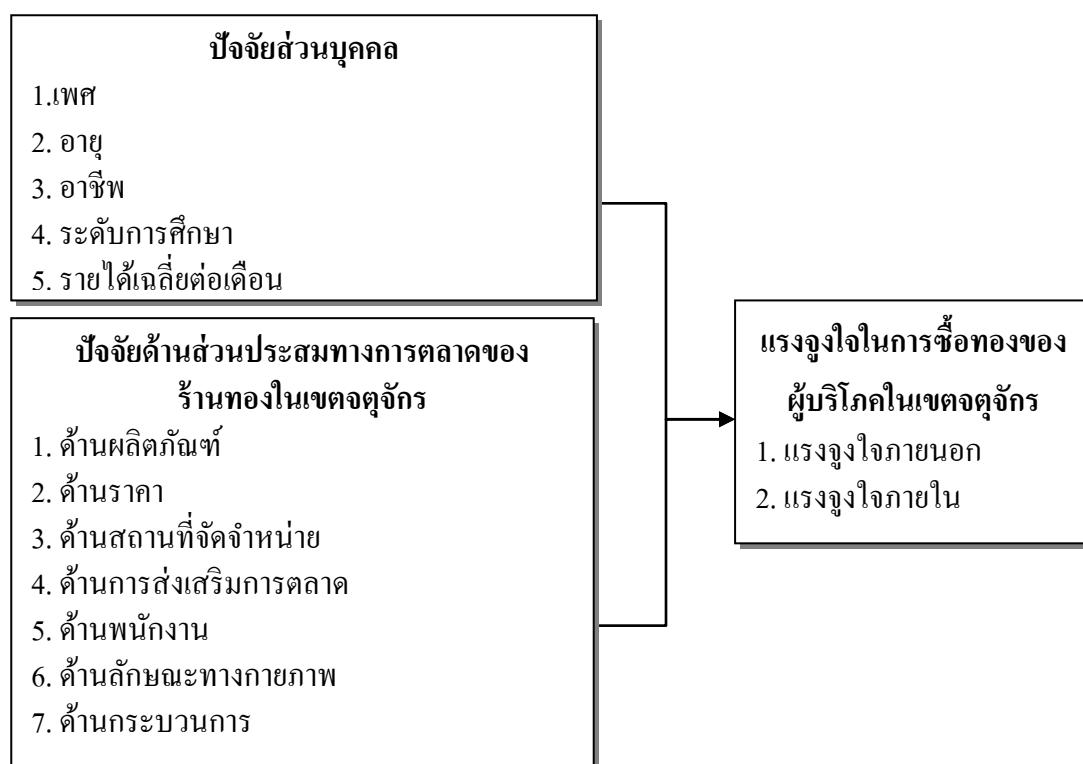 ปัจจัยส่วนบุคคล
1.เพศ
2. อายุ
3. อาชีพ
4. ระดับการศึกษา
5. รายได้เฉลี่ยต่อเดือน
ปัจจัยด้านส่วนประสมทางการตลาดของ
ร้านทองในเขตจตุจักร
1. ด้านผลิตภัณฑ์
2. ด้านราคา
3. ด้านสถานที่จัดจำหน่าย
4. ด้านการส่งเสริมการตลาด
5. ด้านพนักงาน
6. ด้านลักษณะทางกายภาพ
7. ด้านกระบวนการ
แรงจูงใจในการซื้อทองของ
ผู้บริโภคในเขตจตุจักร
1. แรงจูงใจภายนอก
2. แรงจูงใจภายใน